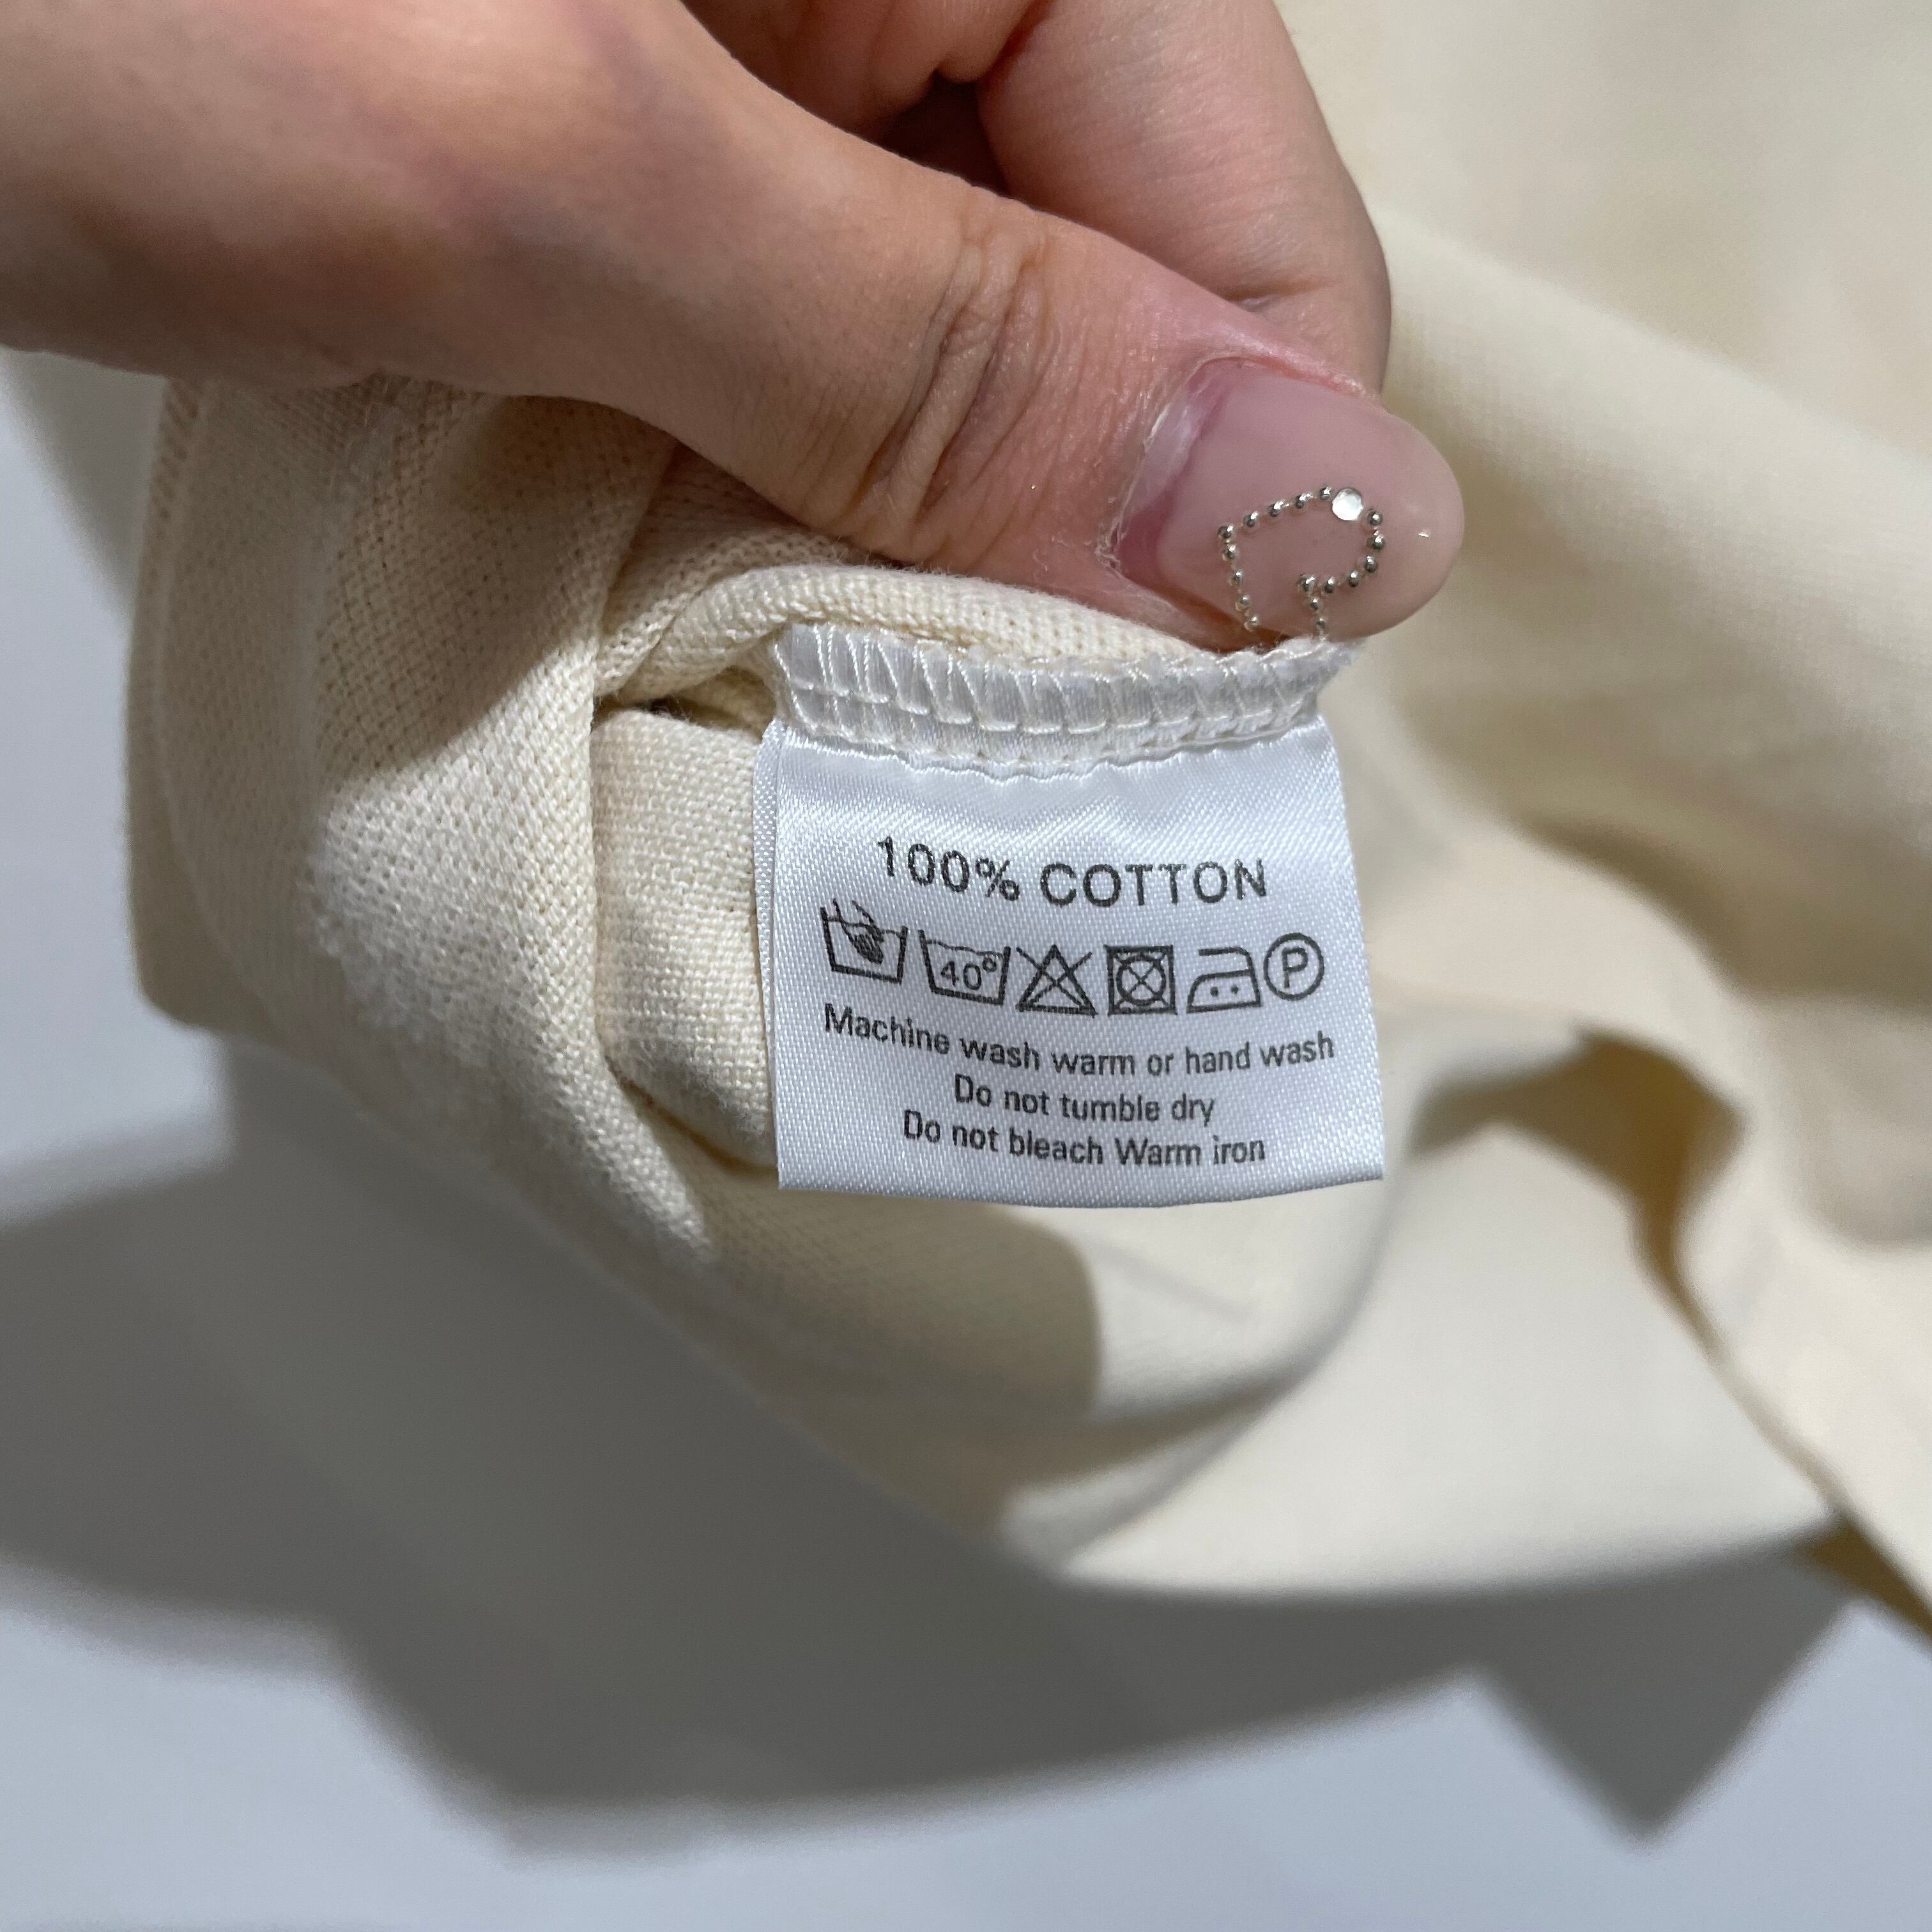 100% COTTON
40°
P
Machine wash warm or hand wash
Do not tumble dry
Do not bleach Warm iron